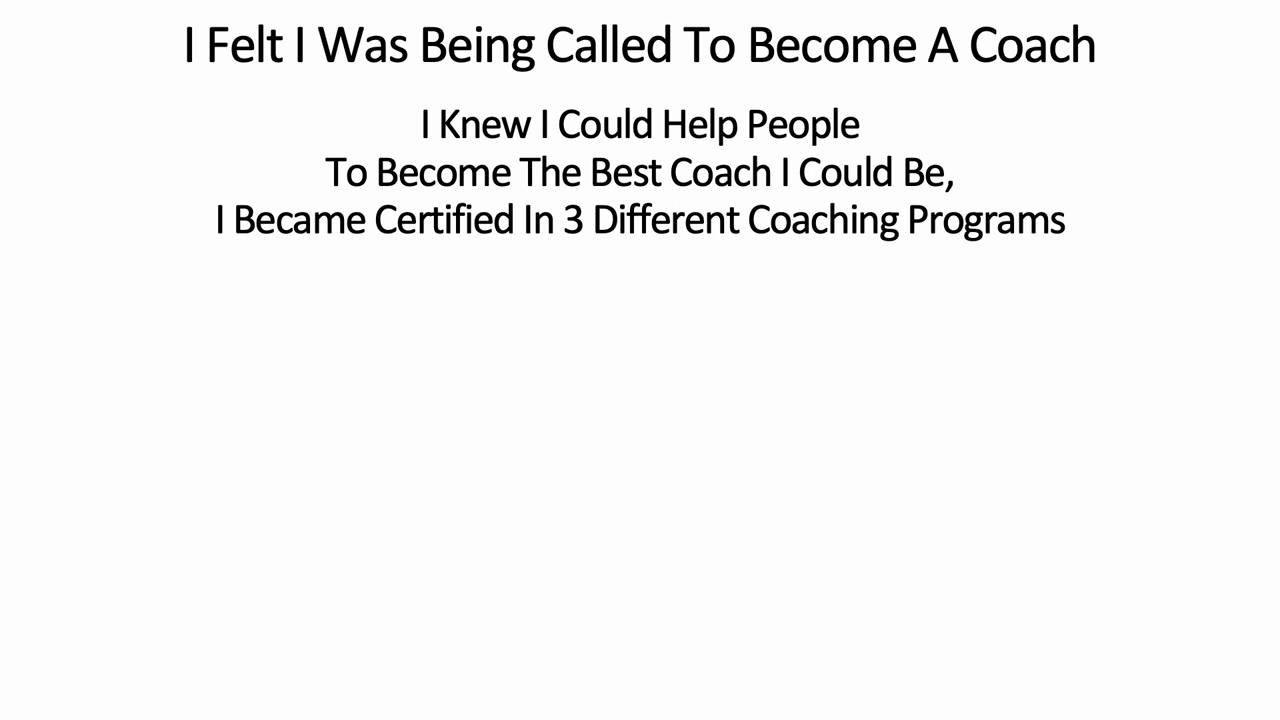 I Felt I Was Being Called To Become A Coach
I Knew I Could Help People
To Become The Best Coach I Could Be,
I Became Certified In 3 Different Coaching Programs